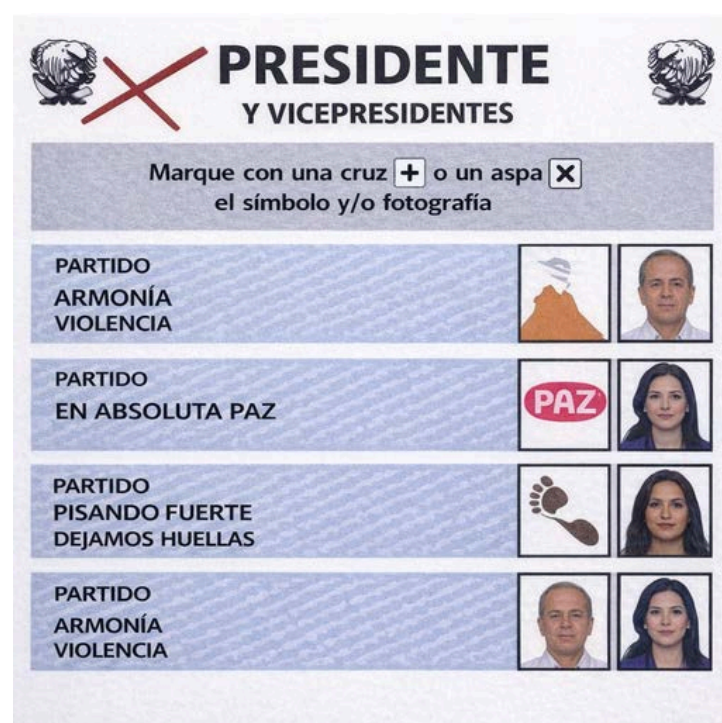 PRESIDENTE
Y VICEPRESIDENTES
Marque con una cruz + o un aspa X
el símbolo y/o fotografía
PARTIDO
ARMONÍA
VIOLENCIA
PARTIDO
EN ABSOLUTA PAZ
PAZ
PARTIDO
PISANDO FUERTE
DEJAMOS HUELLAS
PARTIDO
ARMONÍA
VIOLENCIA